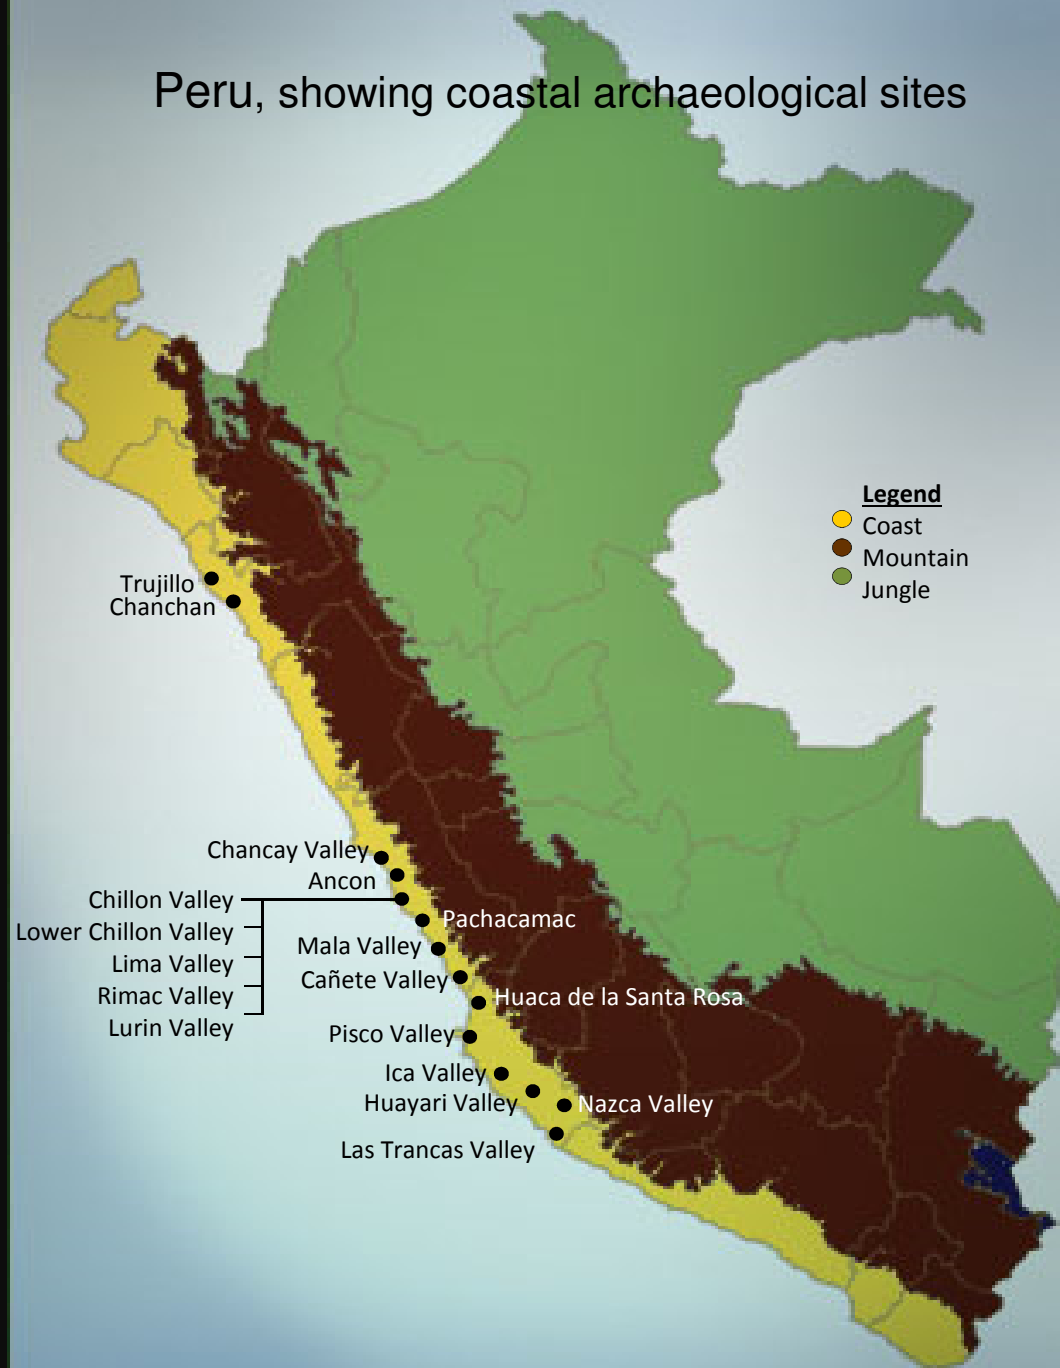 Peru, showing coastal archaeological sites
Legend
Coast
Mountain
Jungle
Trujillo
Chanchan
Chancay Valley
Ancon
Chillon Valley
Lower Chillon Valley
Lima Valley
Rimac Valley
Lurin Valley
Pachacamac
Mala Valley
Cañete Valley
Huaca de la Santa Rosa
Pisco Valley
Ica Valley
Huayari Valley
Nazca Valley
Las Trancas Valley